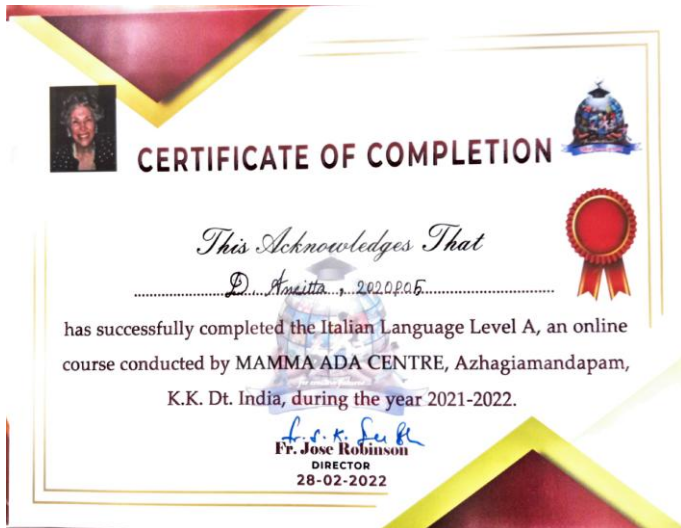 CERTIFICATE OF COMPLETION
This Acknowledges That
D. Aneitta, 2020P05
has successfully completed the Italian Language Level A, an online
course conducted by MAMMA ADA CENTRE, Azhagiamandapam,
K.K. Dt. India, during the year 2021-2022.
Fr. Jose Robinson
DIRECTOR
28-02-2022